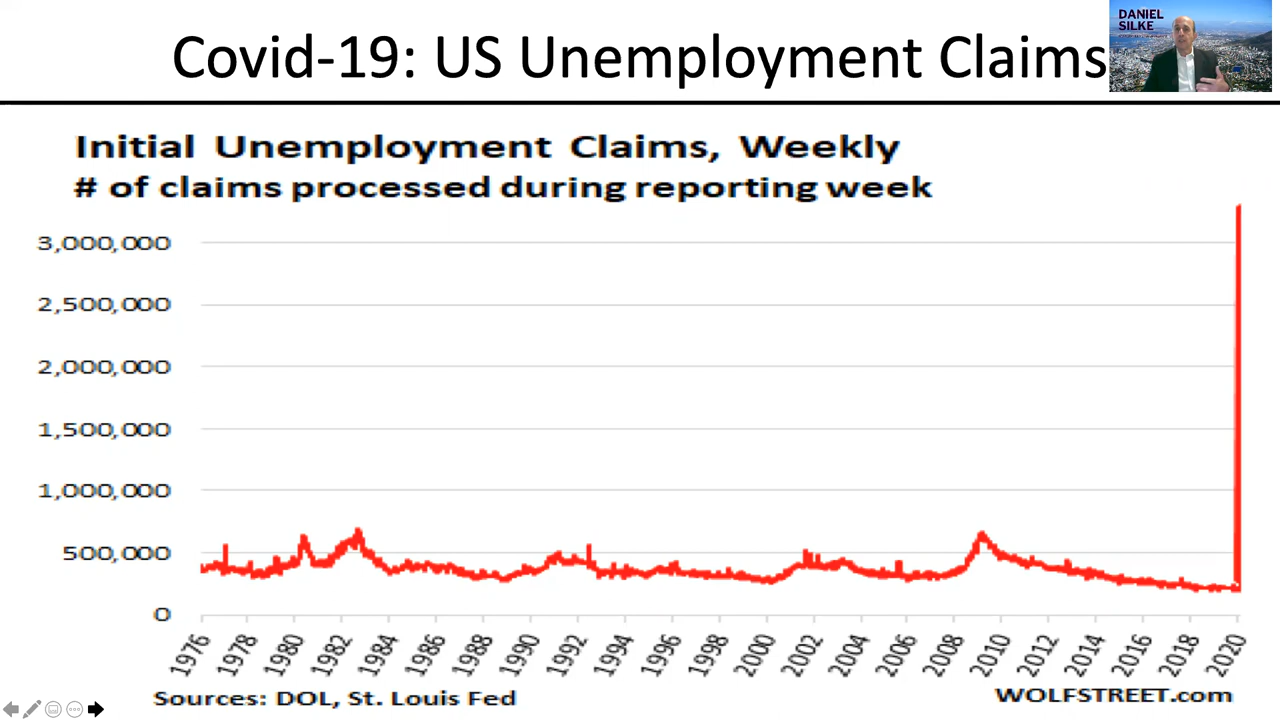 Covid-19: US Unemployment Claims
DANIEL
SILKE
Initial Unemployment Claims, Weekly
# of claims processed during reporting week
3,000,000
2,500,000
2,000,000
1,500,000
1,000,000
500,000
0
1976 1978 1980 1982 1984 1986 1988 1990 1992 1994 1996 1998 2000 2002 2004 2006 2008 2010 2012 2014 2016 2018 2020
Sources: DOL, St. Louis Fed
WOLFSTREET.com